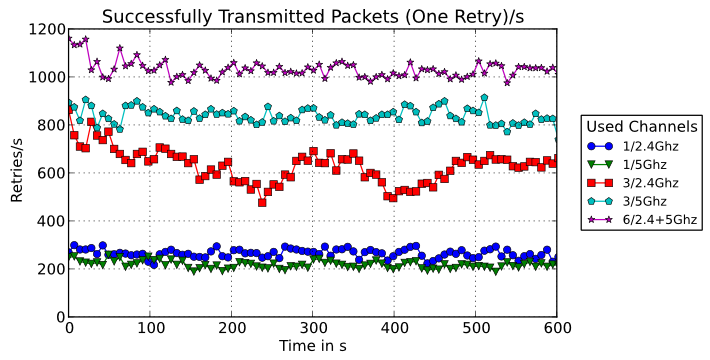 Successfully Transmitted Packets (One Retry)/s
1200
1000
800
600
400
200
0
Retries/s
0 100 200 300 400 500 600
Time in s
Used Channels
1/2.4Ghz
1/5Ghz
3/2.4Ghz
3/5Ghz
6/2.4+5Ghz